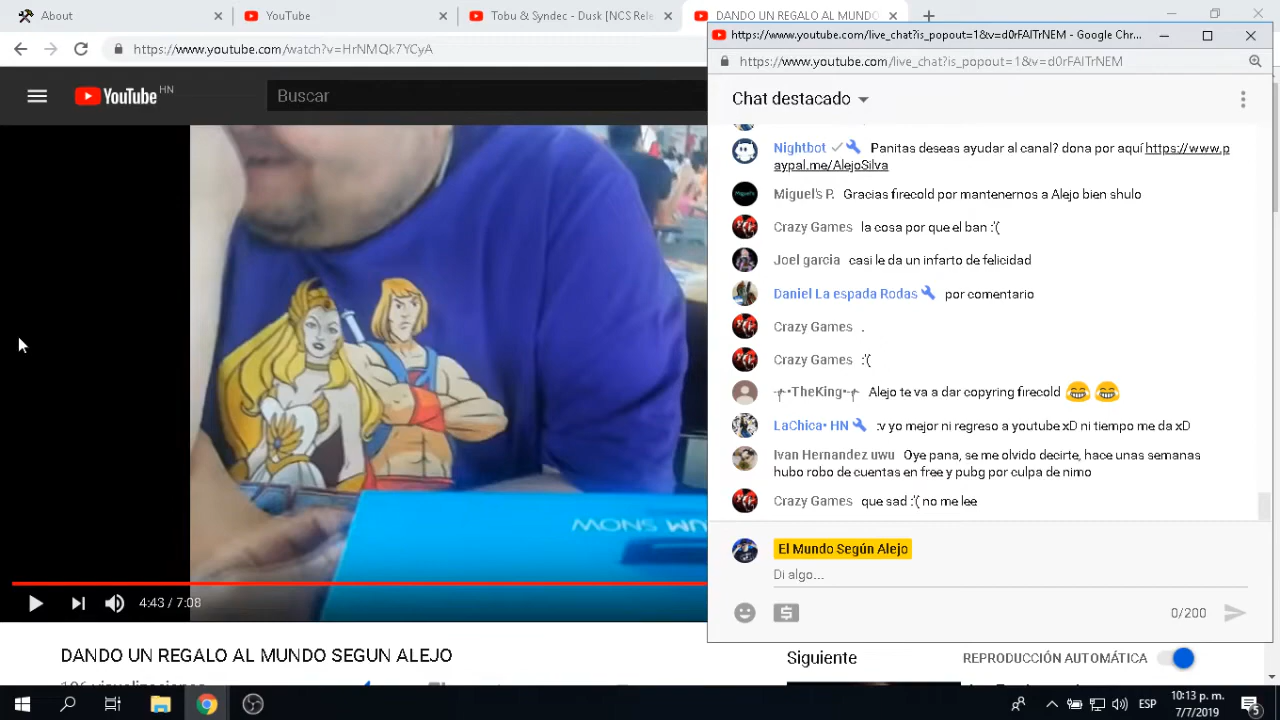 About
YouTube
Tobu & Syndec - Dusk [NCS Rele
DANDO UN REGALO AL MUNDO
https://www.youtube.com/watch?v=HrNMQk7YCyA
https://www.youtube.com/live_chat?is_popout=1&v=d0rFAITrNEM - Google Chr...
https://www.youtube.com/live_chat?is_popout=1&v=d0rFAITrNEM
YouTube HN
Buscar
Chat destacado
Nightbot Panitas deseas ayudar al canal? dona por aquí https://www.p
aypal.me/AlejoSilva
Miguel's P. Gracias firecold por mantenernos a Alejo bien shulo
Crazy Games la cosa por que el ban :'(
Joel garcia casi le da un infarto de felicidad
Daniel La espada Rodas por comentario
Crazy Games .
Crazy Games :'(
•TheKing• Alejo te va a dar copyring firecold 😁 😁
LaChica• HN :v yo mejor ni regreso a youtube xD ni tiempo me da xD
Ivan Hernandez uwu Oye pana, se me olvido decirte, hace unas semanas
hubo robo de cuentas en free y pubg por culpa de nimo
Crazy Games que sad :'( no me lee
El Mundo Según Alejo
Di algo...
0/200
4:43 / 7:08
DANDO UN REGALO AL MUNDO SEGUN ALEJO
Siguiente
REPRODUCCIÓN AUTOMÁTICA
ESP
10:13 p. m.
7/7/2019
5